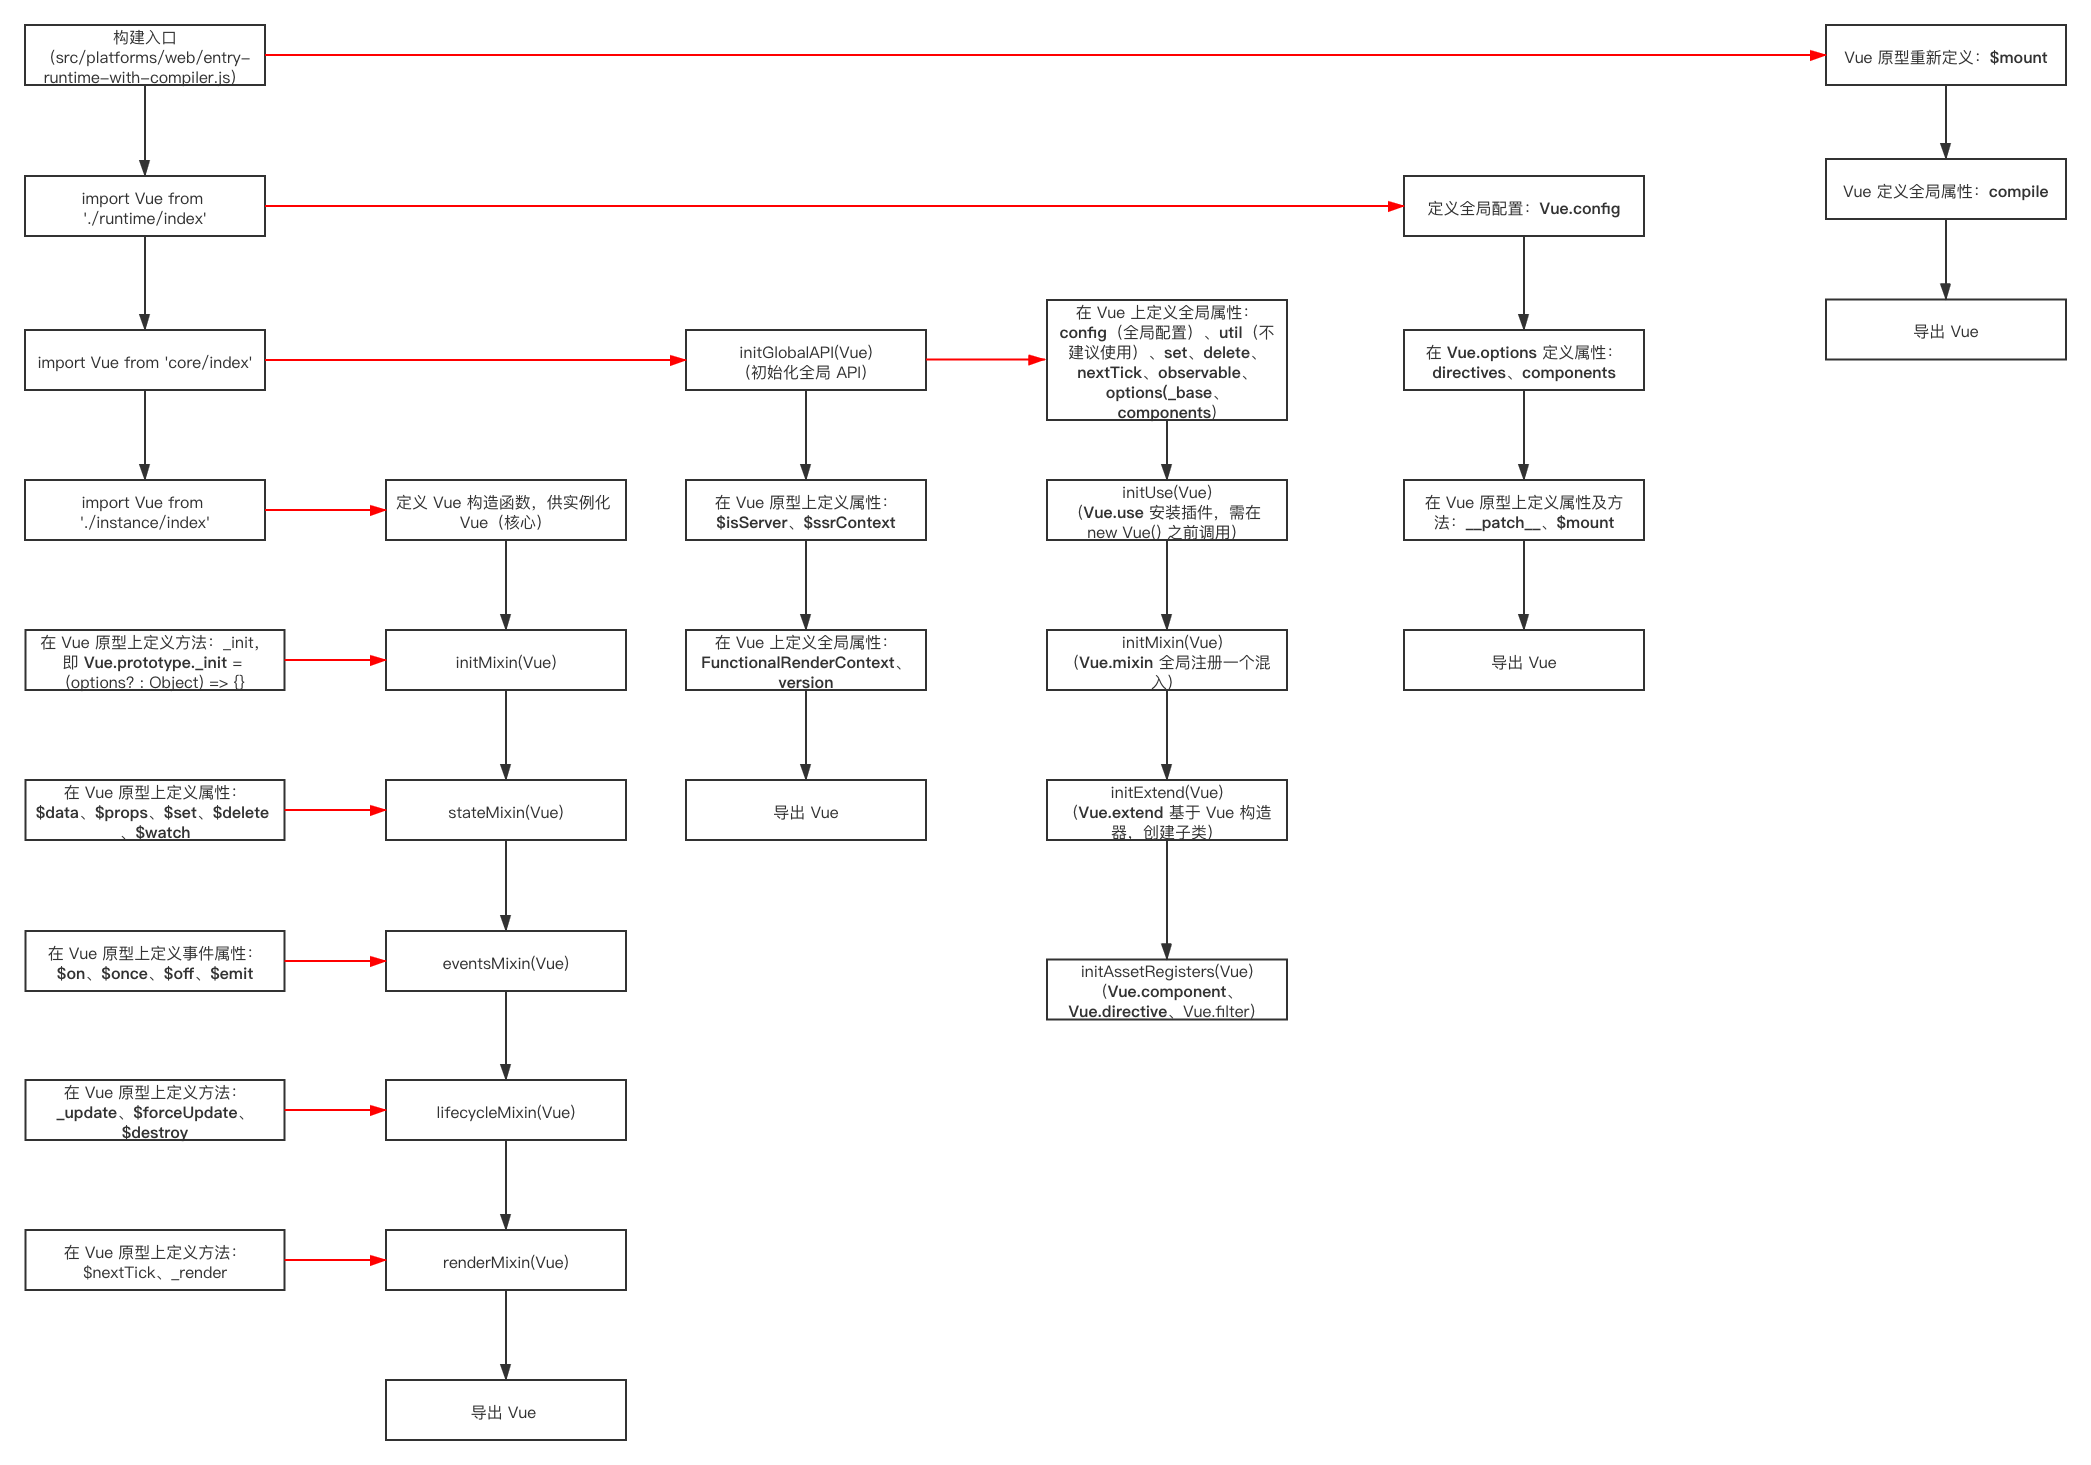 构建入口
（src/platforms/web/entry-
runtime-with-compiler.js）
Vue 原型重新定义：$mount
import Vue from
'./runtime/index'
定义全局配置：Vue.config
Vue 定义全局属性：compile
import Vue from 'core/index'
initGlobalAPI(Vue)
(初始化全局 API)
在 Vue 上定义全局属性：
config（全局配置）、util（不
建议使用）、set、delete、
nextTick、observable、
options(_base、
components)
在 Vue.options 定义属性：
directives、components
导出 Vue
import Vue from
'./instance/index'
定义 Vue 构造函数，供实例化
Vue（核心）
在 Vue 原型上定义属性：
$isServer、$ssrContext
initUse(Vue)
（Vue.use 安装插件，需在
new Vue() 之前调用）
在 Vue 原型上定义属性及方
法：__patch__、$mount
在 Vue 原型上定义方法：_init，
即 Vue.prototype._init =
(options? : Object) => {}
initMixin(Vue)
在 Vue 上定义全局属性：
FunctionalRenderContext、
version
initMixin(Vue)
（Vue.mixin 全局注册一个混
入）
导出 Vue
在 Vue 原型上定义属性：
$data、$props、$set、$delete
、$watch
stateMixin(Vue)
导出 Vue
initExtend(Vue)
（Vue.extend 基于 Vue 构造
器，创建子类）
在 Vue 原型上定义事件属性：
$on、$once、$off、$emit
eventsMixin(Vue)
initAssetRegisters(Vue)
（Vue.component、
Vue.directive、Vue.filter）
在 Vue 原型上定义方法：
_update、$forceUpdate、
$destroy
lifecycleMixin(Vue)
在 Vue 原型上定义方法：
$nextTick、_render
renderMixin(Vue)
导出 Vue